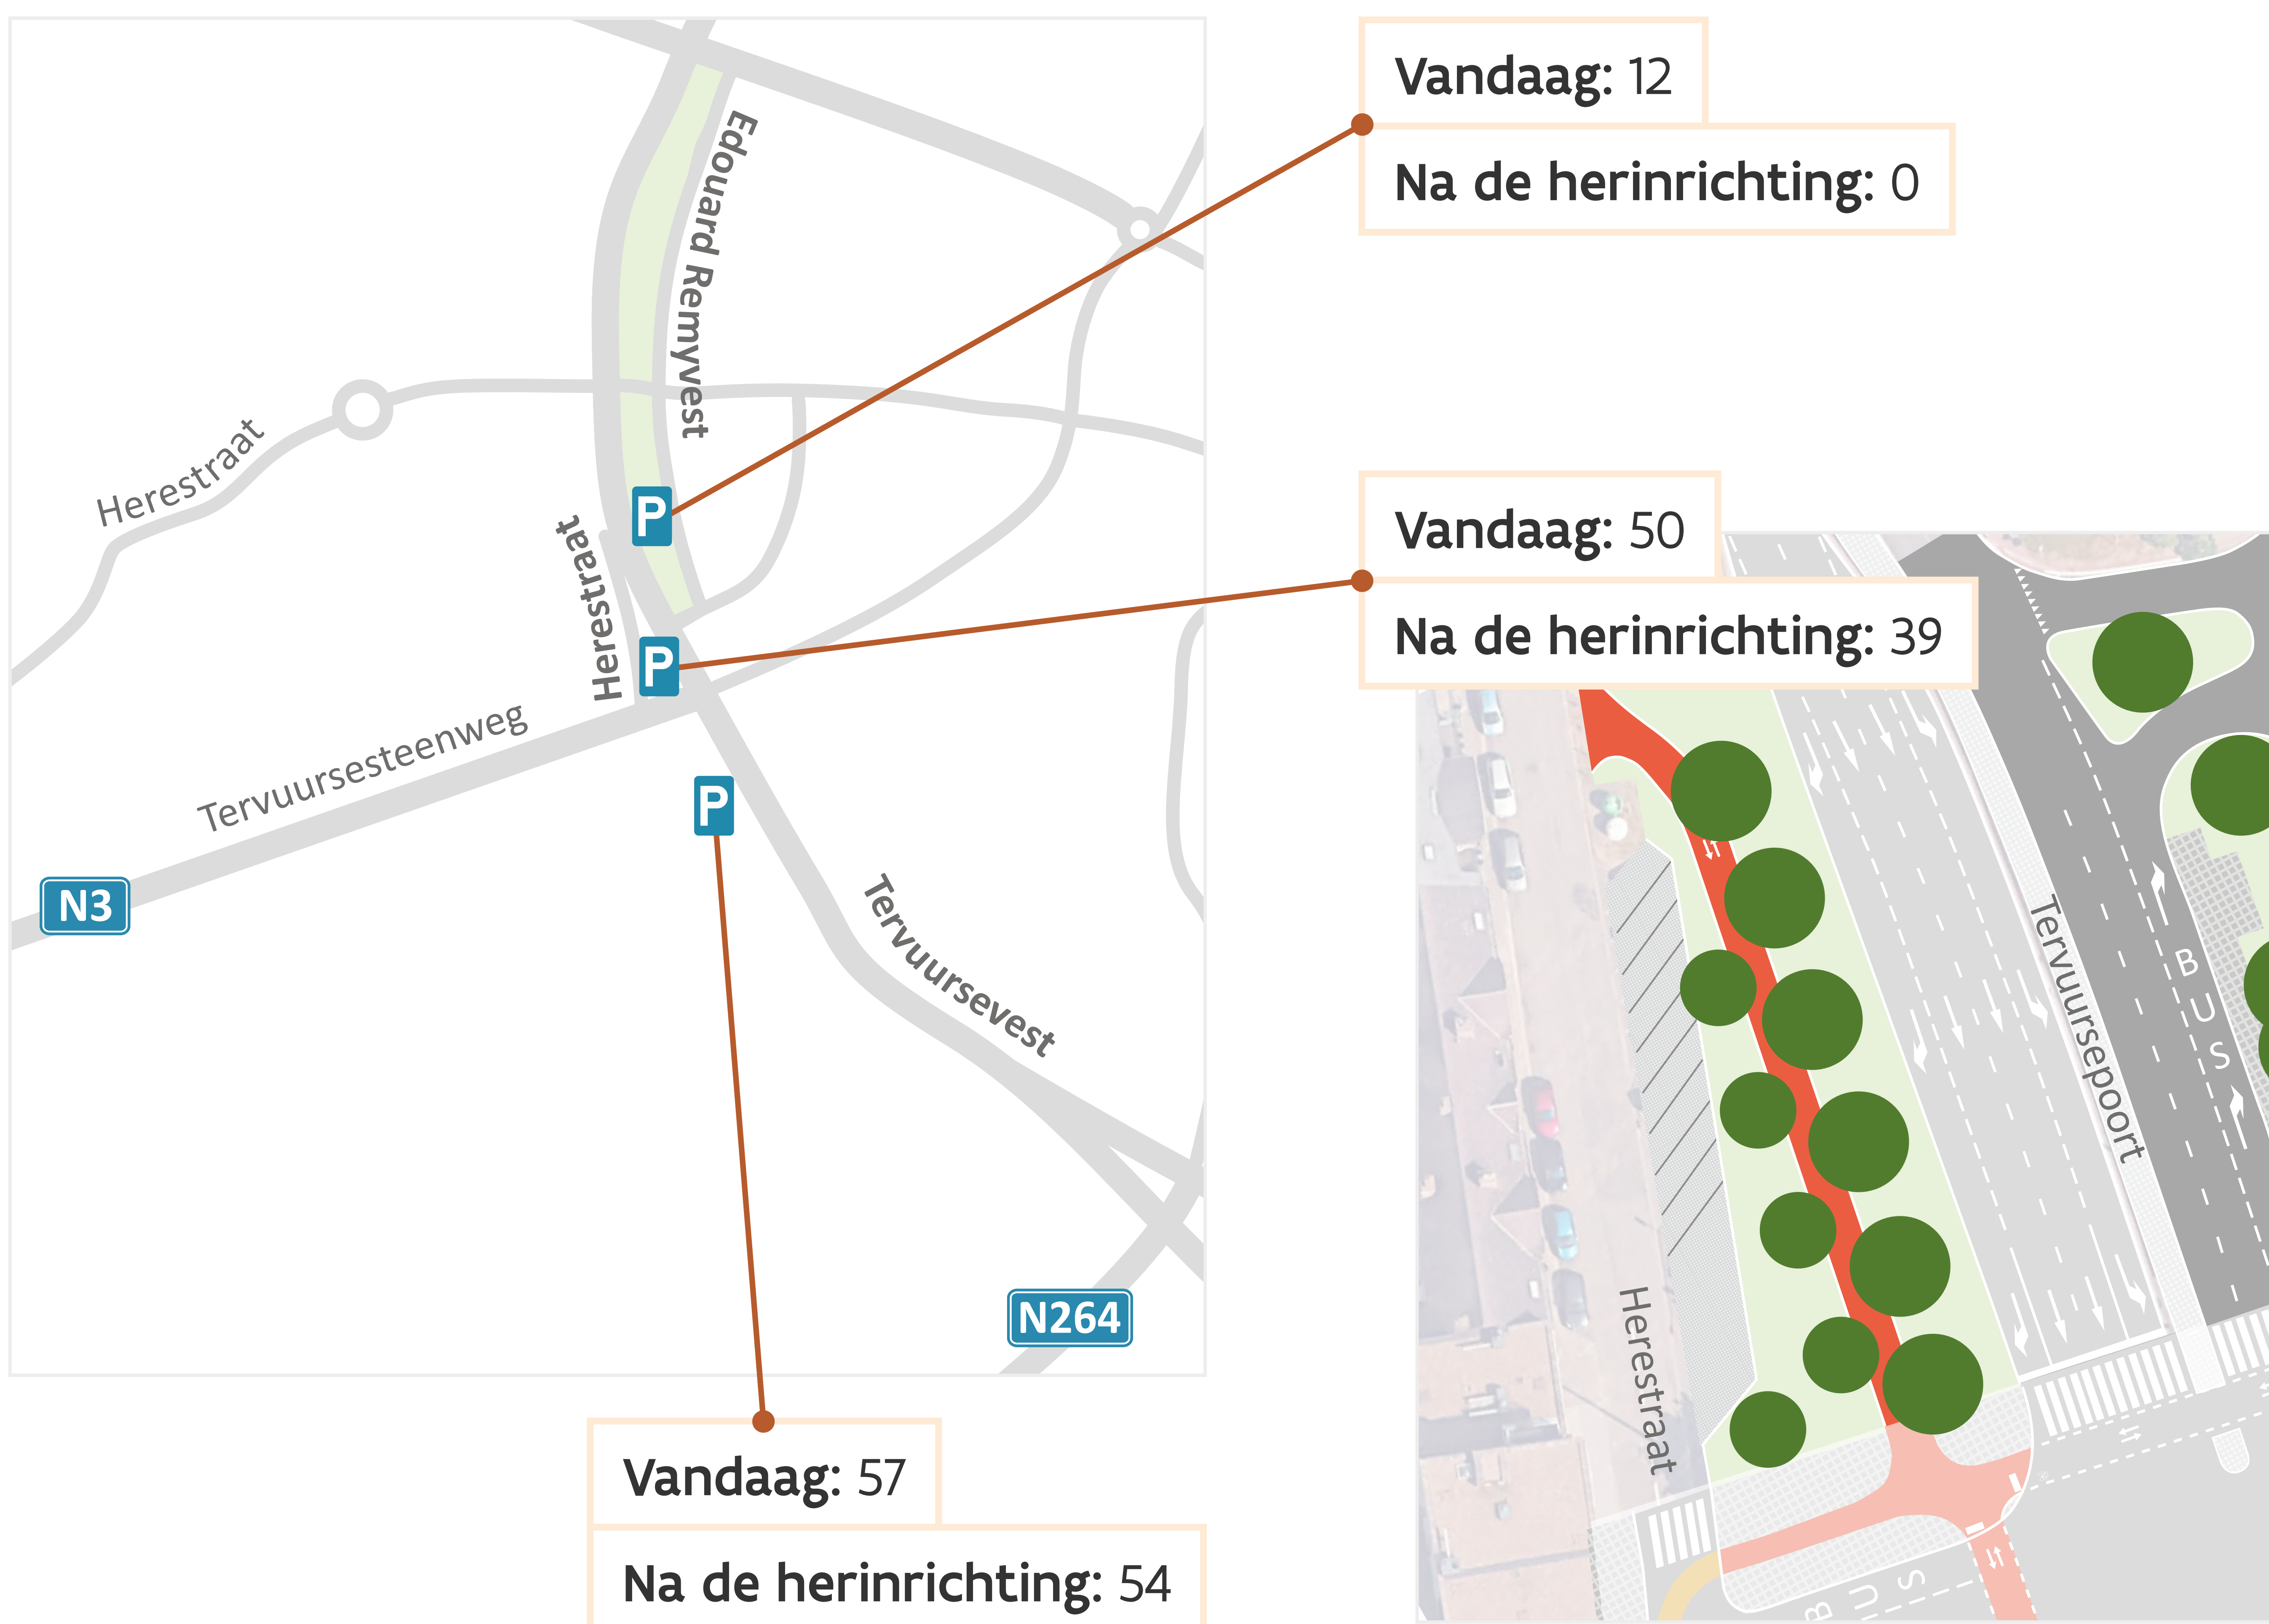 Vandaag: 12
Na de herinrichting: 0
Edouard Remyvest
Herestraat
P
Herestraat
Vandaag: 50
Na de herinrichting: 39
P
Tervuursesteenweg
P
N3
Tervuursevest
N264
Vandaag: 57
Na de herinrichting: 54
Tervuursepoort
BUS
Herestraat
BUS